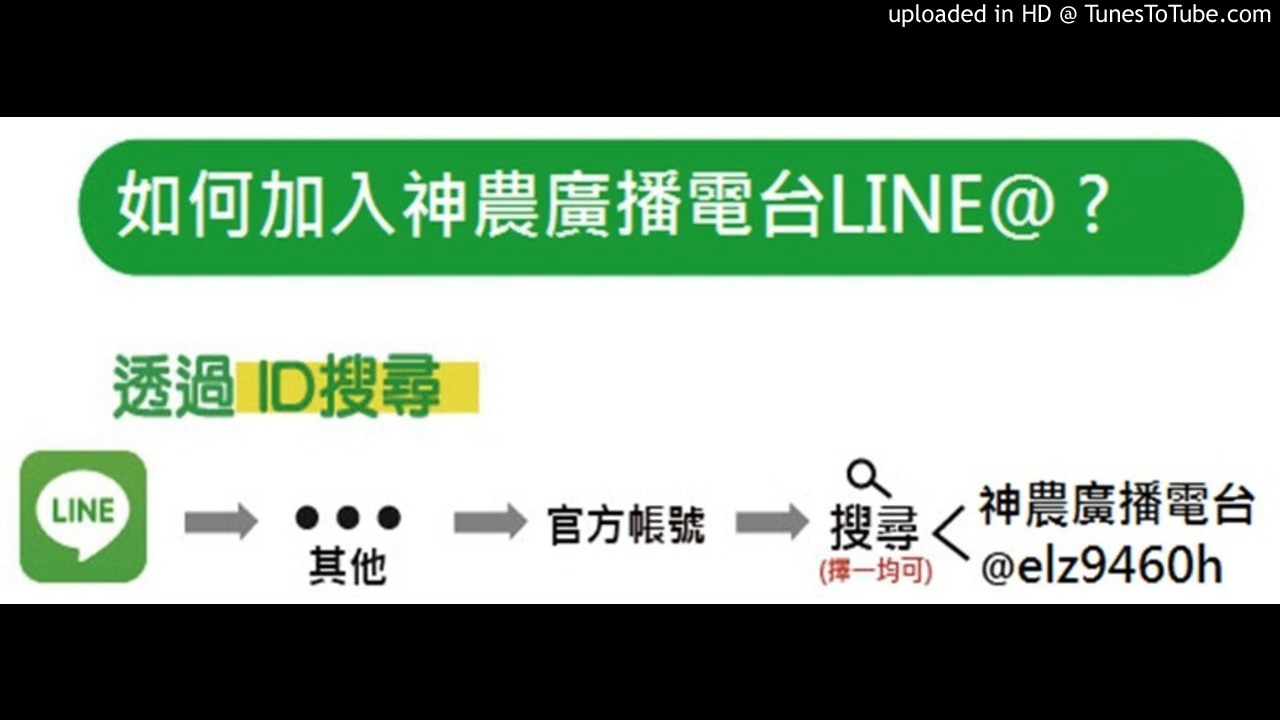 uploaded in HD @ TunesToTube.com
如何加入神農廣播電台LINE@？
透過 ID搜尋
LINE
其他
官方帳號
搜尋
(擇一均可)
神農廣播電台
@elz9460h